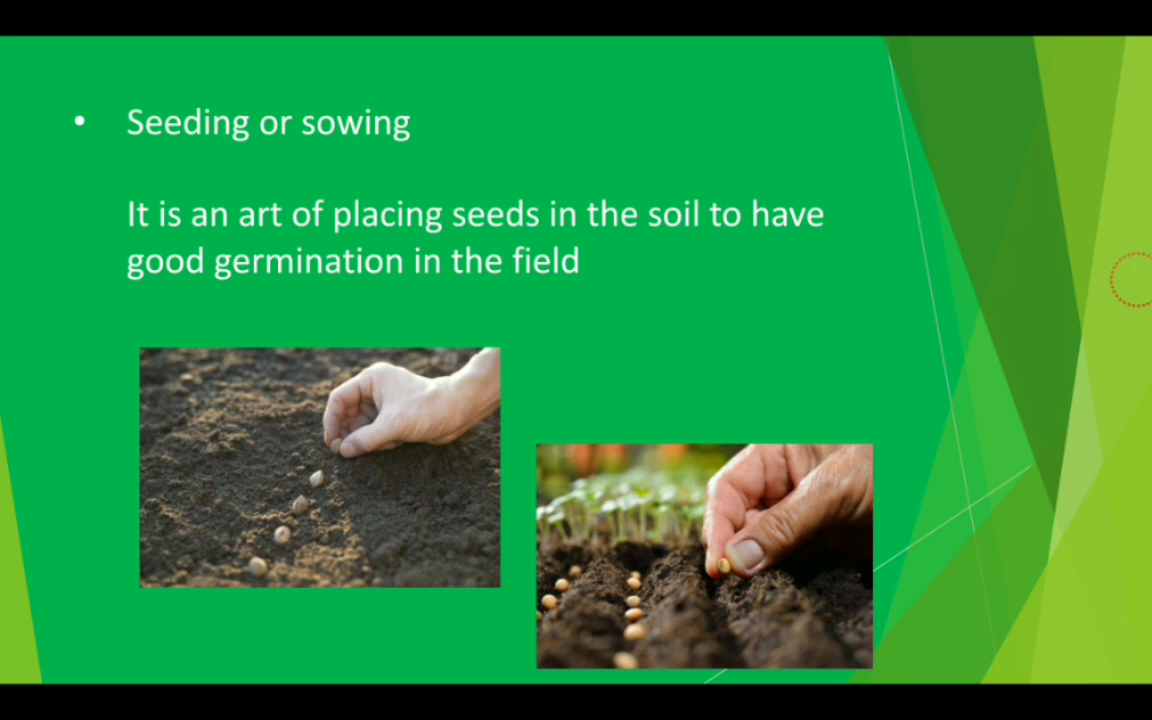 • Seeding or sowing
It is an art of placing seeds in the soil to have
good germination in the field